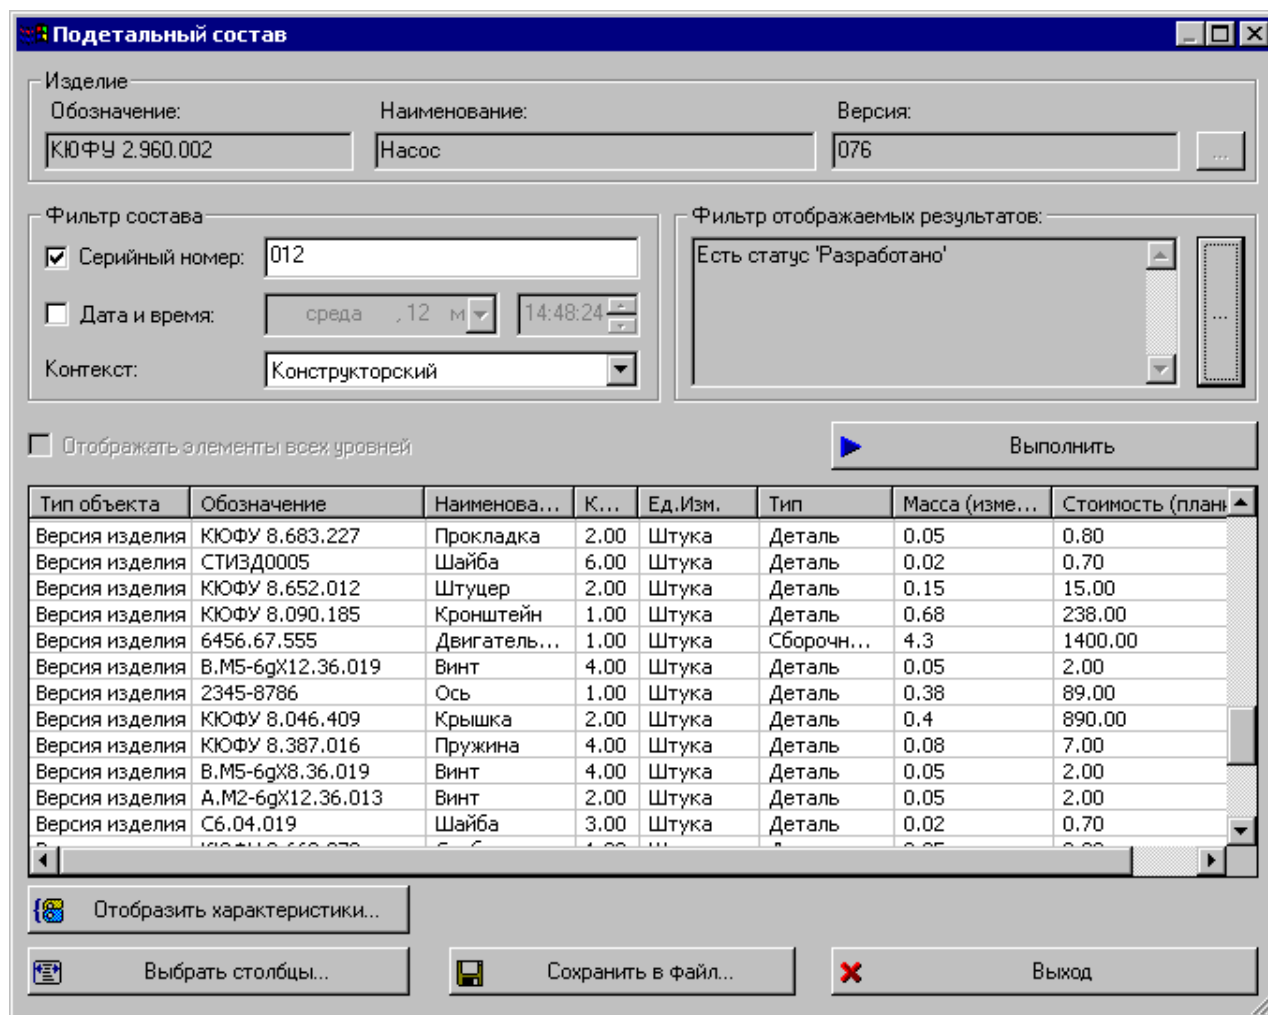 Подетальный состав
Изделие
Обозначение: Наименование: Версия:
КЮФУ 2.960.002 Насос 076 ...
Фильтр состава Фильтр отображаемых результатов:
Серийный номер: 012 Есть статус 'Разработано'
Дата и время: среда , 12 м 14:48:24 ...
Контекст: Конструкторский
Отображать элементы всех уровней Выполнить
Тип объекта Обозначение Наименова... К... Ед.Изм. Тип Масса (изме... Стоимость (плани
Версия изделия КЮФУ 8.683.227 Прокладка 2.00 Штука Деталь 0.05 0.80
Версия изделия СТИЗД0005 Шайба 6.00 Штука Деталь 0.02 0.70
Версия изделия КЮФУ 8.652.012 Штуцер 2.00 Штука Деталь 0.15 15.00
Версия изделия КЮФУ 8.090.185 Кронштейн 1.00 Штука Деталь 0.68 238.00
Версия изделия 6456.67.555 Двигатель... 1.00 Штука Сборочн... 4.3 1400.00
Версия изделия В.М5-6gX12.36.019 Винт 4.00 Штука Деталь 0.05 2.00
Версия изделия 2345-8786 Ось 1.00 Штука Деталь 0.38 89.00
Версия изделия КЮФУ 8.046.409 Крышка 2.00 Штука Деталь 0.4 890.00
Версия изделия КЮФУ 8.387.016 Пружина 4.00 Штука Деталь 0.08 7.00
Версия изделия В.М5-6gX8.36.019 Винт 4.00 Штука Деталь 0.05 2.00
Версия изделия А.М2-6gX12.36.013 Винт 2.00 Штука Деталь 0.05 2.00
Версия изделия С6.04.019 Шайба 3.00 Штука Деталь 0.02 0.70
Отобразить характеристики...
Выбрать столбцы... Сохранить в файл... Выход